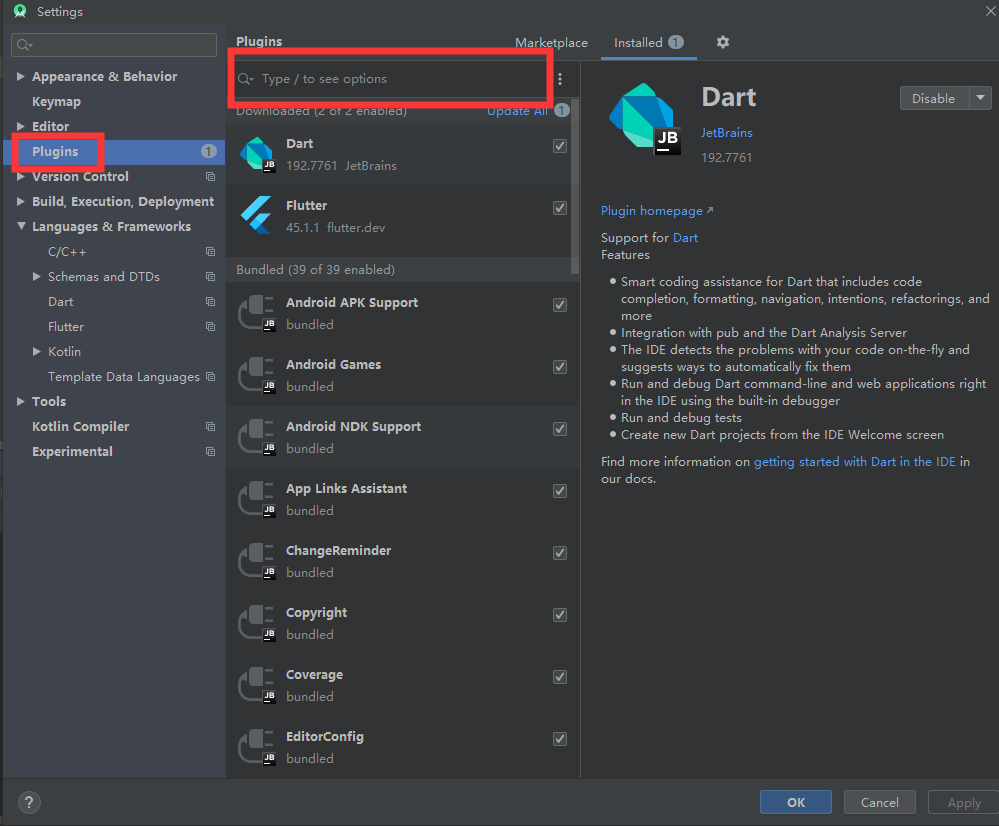 Settings
Appearance & Behavior
Keymap
Editor
Plugins 1
Version Control
Build, Execution, Deployment
Languages & Frameworks
C/C++
Schemas and DTDs
Dart
Flutter
Kotlin
Template Data Languages
Tools
Kotlin Compiler
Experimental
Plugins
Marketplace
Installed 1
Type / to see options
Downloaded (2 of 2 enabled) Update All 1
Dart
192.7761 JetBrains
JB
Flutter
45.1.1 flutter.dev
Bundled (39 of 39 enabled)
Android APK Support
bundled
JB
Android Games
bundled
JB
Android NDK Support
bundled
JB
App Links Assistant
bundled
JB
ChangeReminder
bundled
JB
Copyright
bundled
JB
Coverage
bundled
JB
EditorConfig
bundled
JB
JB
Dart
Disable
JetBrains
192.7761
Plugin homepage
Support for Dart
Features
Smart coding assistance for Dart that includes code
completion, formatting, navigation, intentions, refactorings, and
more
Integration with pub and the Dart Analysis Server
The IDE detects the problems with your code on-the-fly and
suggests ways to automatically fix them
Run and debug Dart command-line and web applications right
in the IDE using the built-in debugger
Run and debug tests
Create new Dart projects from the IDE Welcome screen
Find more information on getting started with Dart in the IDE in
our docs.
?
OK
Cancel
Apply